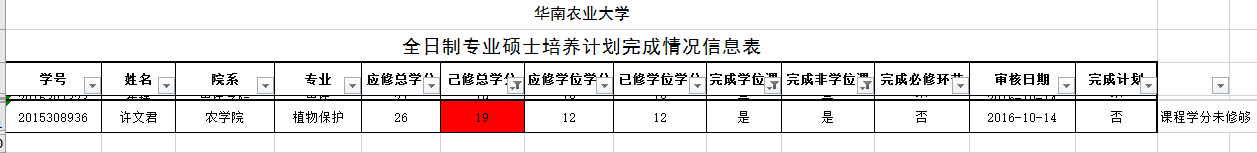 华南农业大学
全日制专业硕士培养计划完成情况信息表
学号 姓名 院系 专业 应修总学分 已修总学分 应修学位学分 已修学位学分 完成学位课 完成非学位课 完成必修环节 审核日期 完成计划
2015308936 许文君 农学院 植物保护 26 19 12 12 是 是 否 2016-10-14 否 课程学分未修够